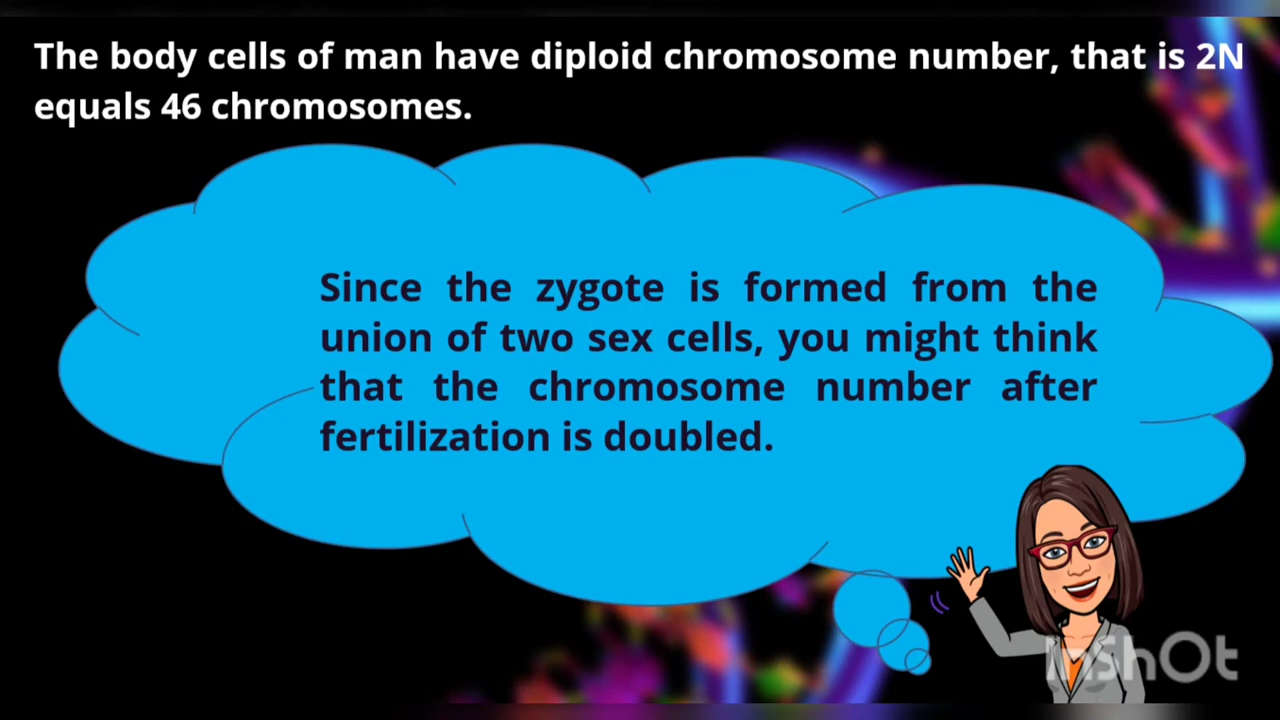 The body cells of man have diploid chromosome number, that is 2N
equals 46 chromosomes.
Since the zygote is formed from the
union of two sex cells, you might think
that the chromosome number after
fertilization is doubled.
InShOt